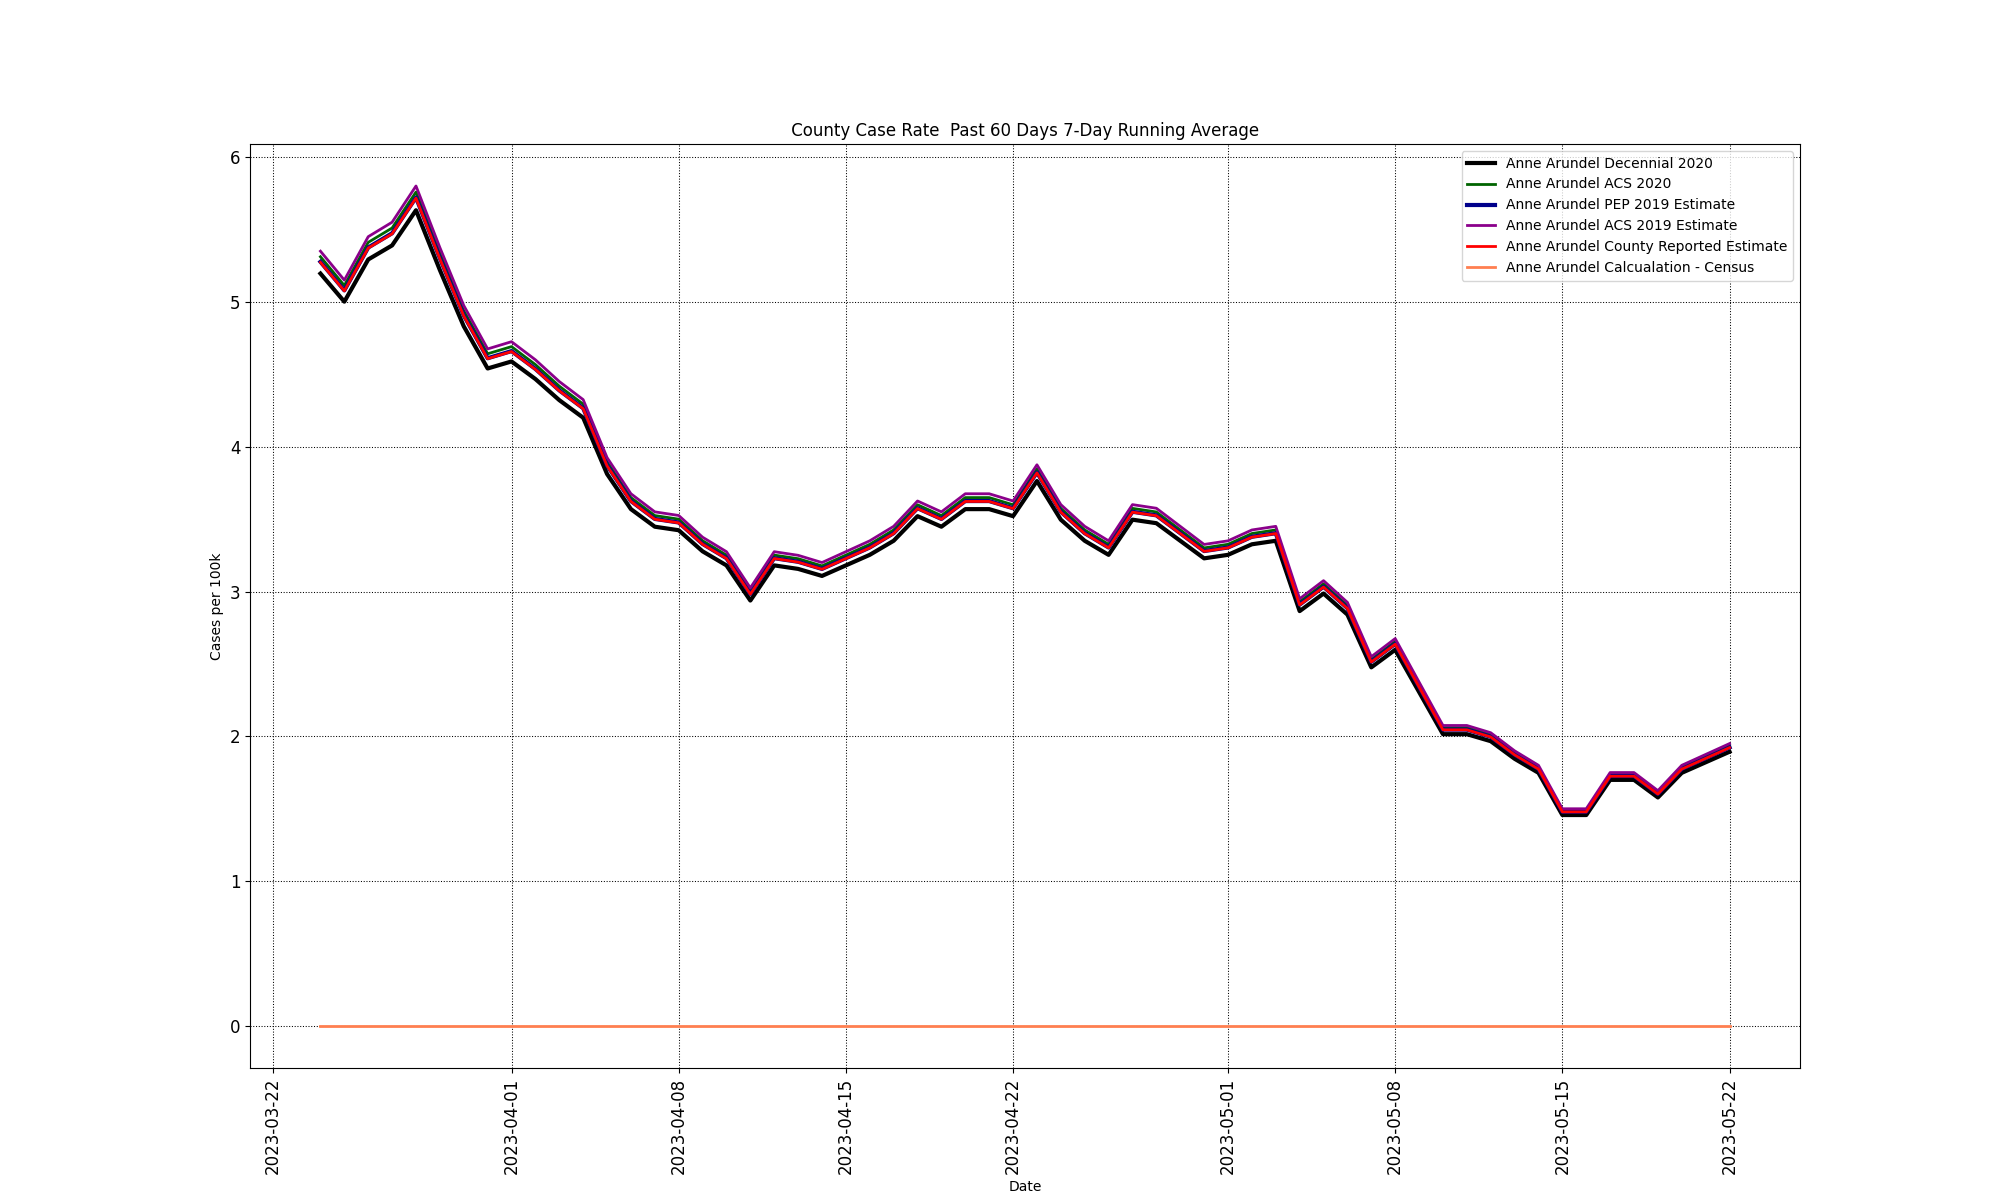 County Case Rate  Past 60 Days 7-Day Running Average
Anne Arundel Decennial 2020
Anne Arundel ACS 2020
Anne Arundel PEP 2019 Estimate
Anne Arundel ACS 2019 Estimate
Anne Arundel County Reported Estimate
Anne Arundel Calcualation - Census
Cases per 100k
6
5
4
3
2
1
0
2023-03-22
2023-04-01
2023-04-08
2023-04-15
2023-04-22
2023-05-01
2023-05-08
2023-05-15
2023-05-22
Date